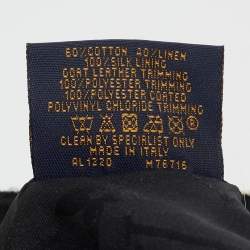 60%COTTON 40%LINEN
100%SILK LINING
GOAT LEATHER TRIMMING
100%POLYESTER TRIMMING
100%POLYESTER COATED
POLYVINYL CHLORIDE TRIMMING
CLEAN BY SPECIALIST ONLY
MADE IN ITALY
AL1220 M76716